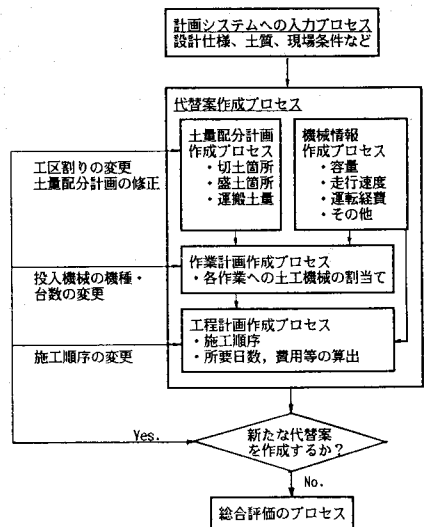 計画システムへの入力プロセス
設計仕様、土質、現場条件など
代替案作成プロセス
土量配分計画
作成プロセス
・切土箇所
・盛土箇所
・運搬土量
機械情報
作成プロセス
・容量
・走行速度
・運転経費
・その他
工区割りの変更
土量配分計画の修正
作業計画作成プロセス
・各作業への土工機械の割当て
投入機械の機種・
台数の変更
工程計画作成プロセス
・施工順序
・所要日数，費用等の算出
施工順序の変更
Yes.
新たな代替案
を作成するか？
No.
総合評価のプロセス